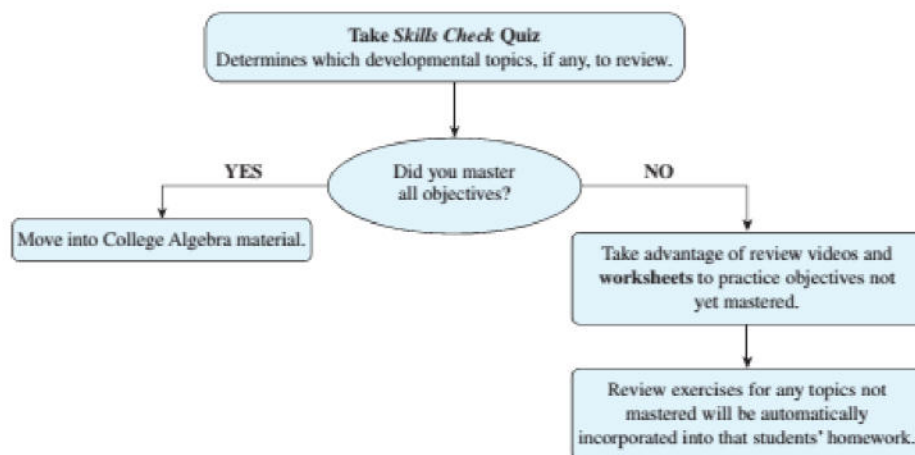 Take Skills Check Quiz
Determines which developmental topics, if any, to review.
Did you master
all objectives?
YES
NO
Move into College Algebra material.
Take advantage of review videos and
worksheets to practice objectives not
yet mastered.
Review exercises for any topics not
mastered will be automatically
incorporated into that students' homework.